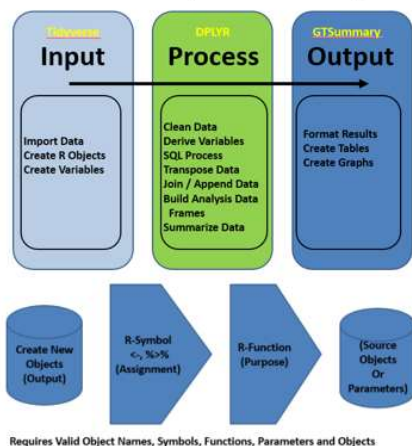 Tidyverse
Input
Import Data
Create R Objects
Create Variables
DPLYR
Process
Clean Data
Derive Variables
SQL Process
Transpose Data
Join / Append Data
Build Analysis Data
Frames
Summarize Data
GTSummary
Output
Format Results
Create Tables
Create Graphs
Create New
Objects
(Output)
R-Symbol
<-, %>%
(Assignment)
R-Function
(Purpose)
(Source
Objects
Or
Parameters)
Requires Valid Object Names, Symbols, Functions, Parameters and Objects